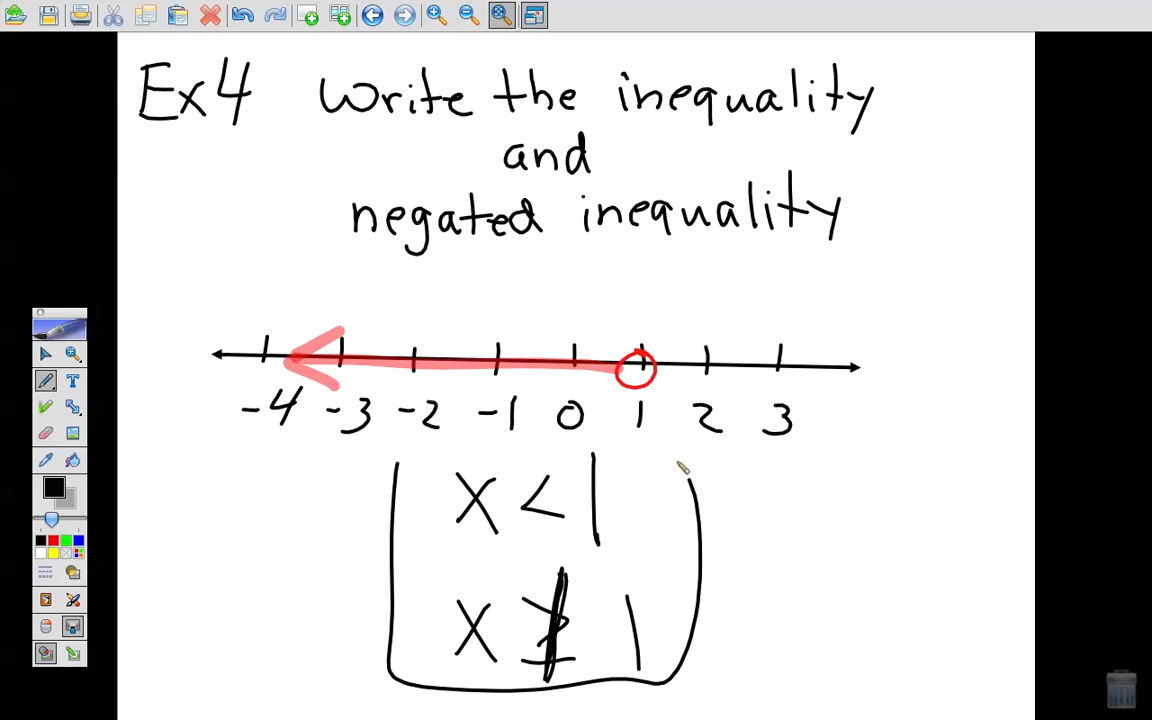 Ex4 Write the inequality
and
negated inequality
-4 -3 -2 -1 0 1 2 3
x < 1
x ≱ 1